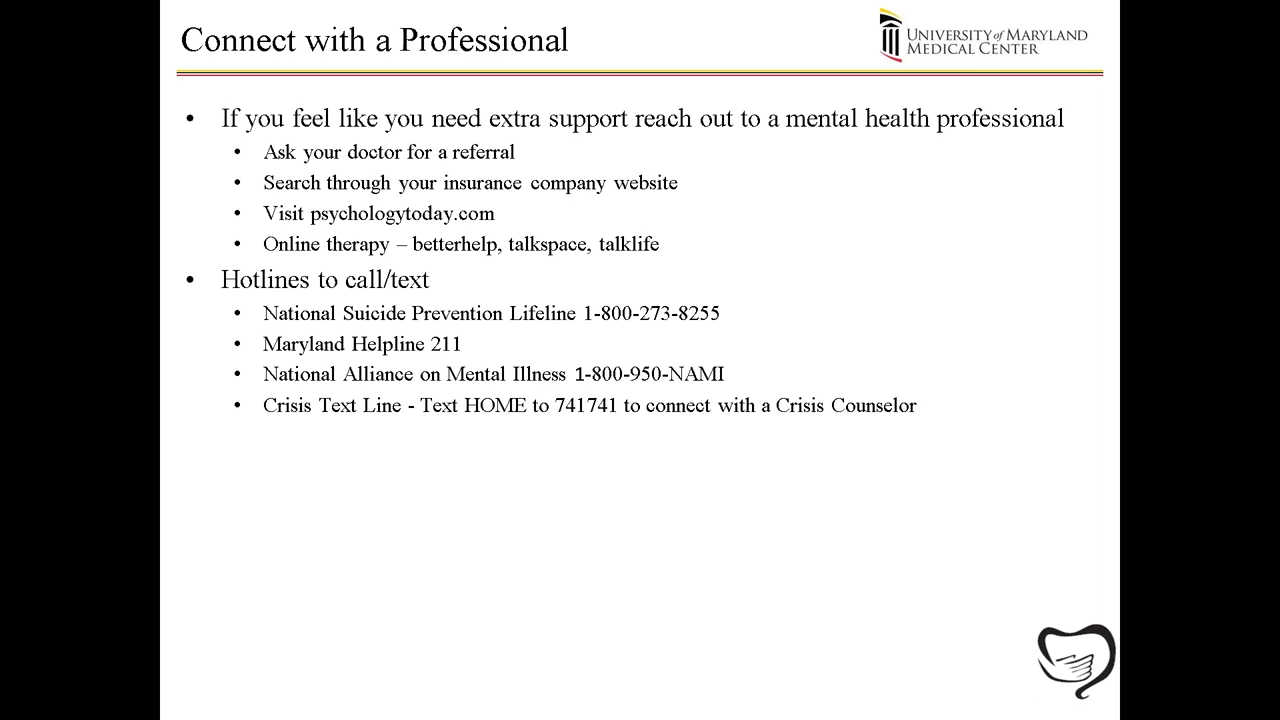 Connect with a Professional
UNIVERSITY of MARYLAND
MEDICAL CENTER
• If you feel like you need extra support reach out to a mental health professional
• Ask your doctor for a referral
• Search through your insurance company website
• Visit psychologytoday.com
• Online therapy – betterhelp, talkspace, talklife
• Hotlines to call/text
• National Suicide Prevention Lifeline 1-800-273-8255
• Maryland Helpline 211
• National Alliance on Mental Illness 1-800-950-NAMI
• Crisis Text Line - Text HOME to 741741 to connect with a Crisis Counselor